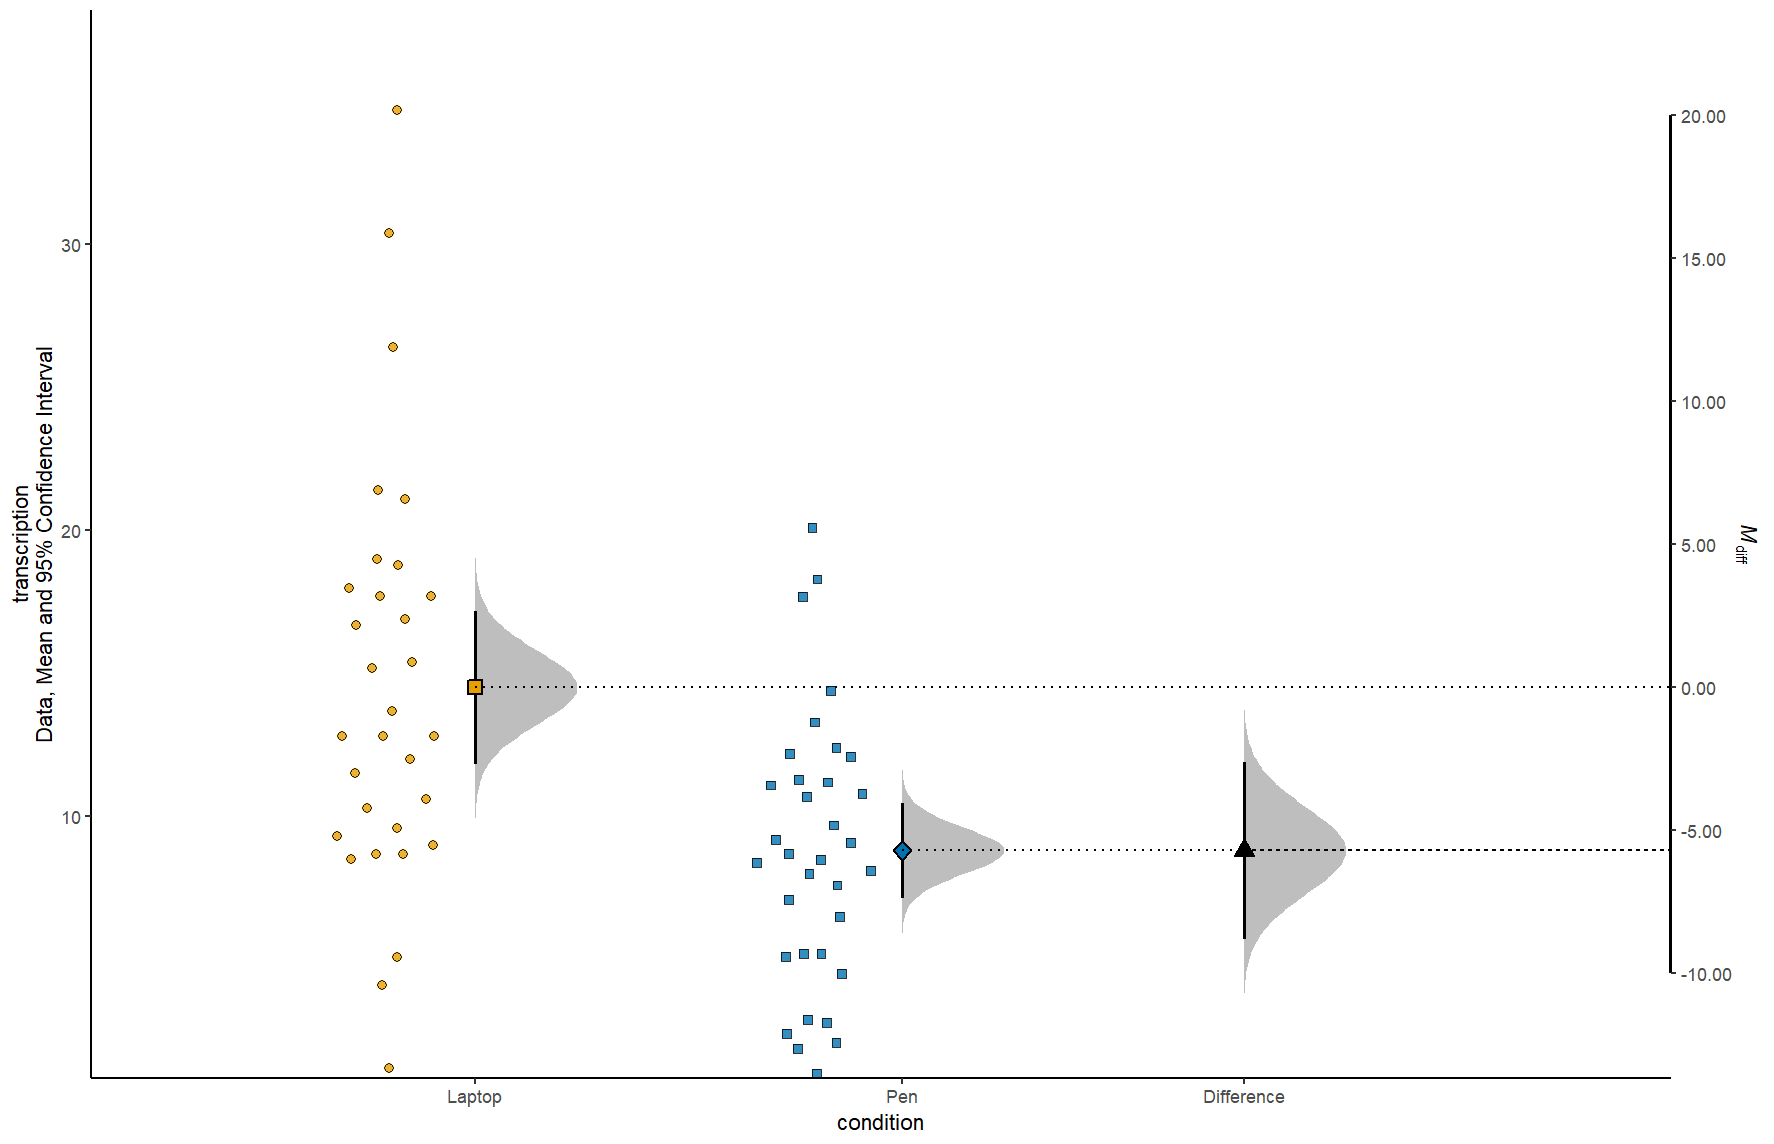 transcription
Data, Mean and 95% Confidence Interval
30
20
10
20.00
15.00
10.00
5.00
0.00
-5.00
-10.00
M diff
Laptop
Pen
Difference
condition